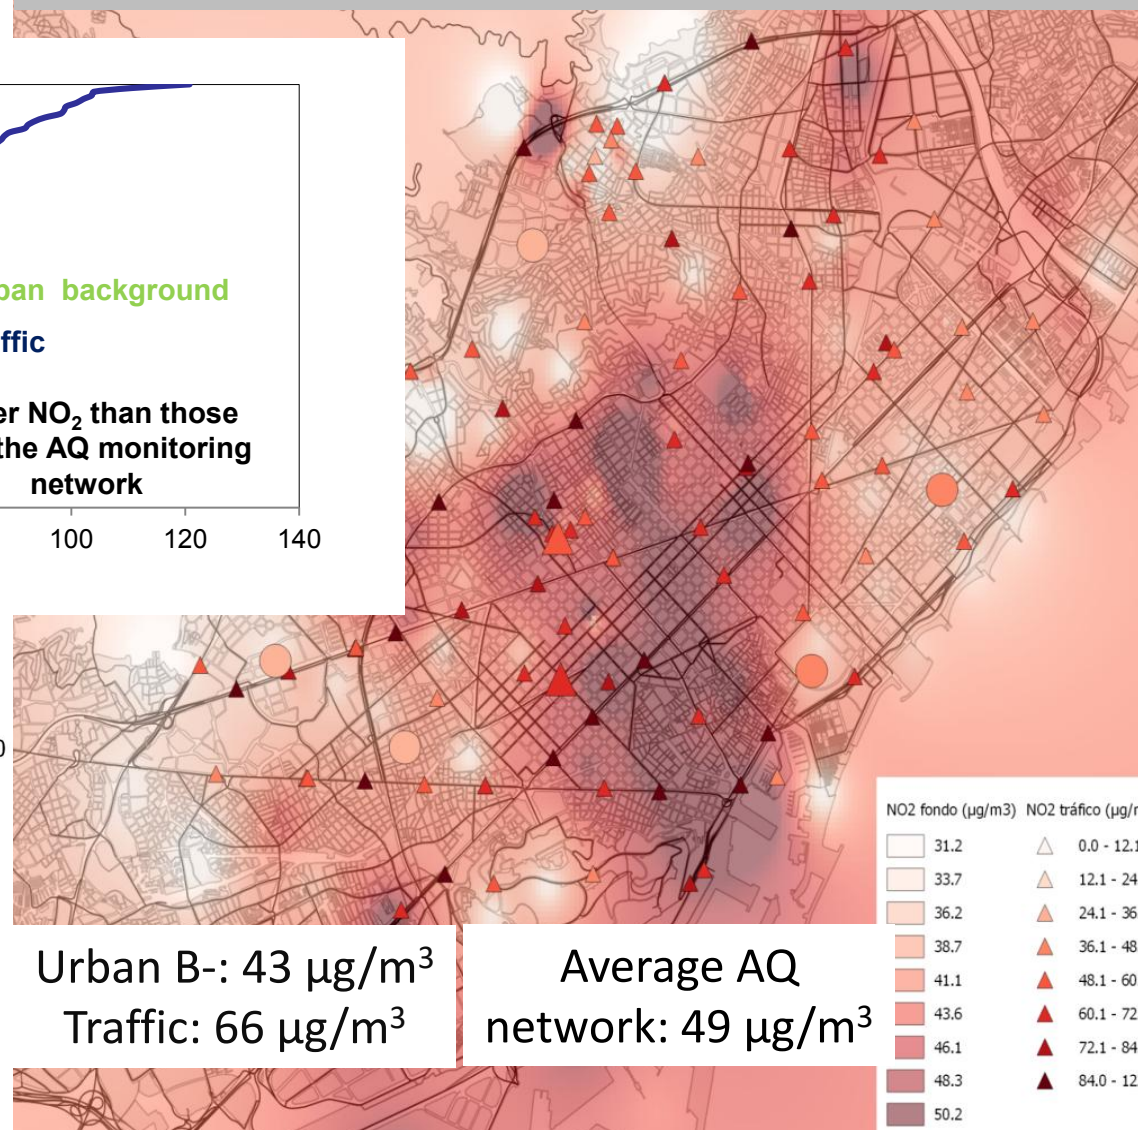 background
NO2 than those
the AQ monitoring
network
100 120 140
0
Urban B-: 43 µg/m³
Traffic: 66 µg/m³
Average AQ
network: 49 µg/m³
NO2 fondo (µg/m3) NO2 tráfico
31.2 0.0 - 12.1
33.7 12.1 - 24
36.2 24.1 - 36
38.7 36.1 - 48
41.1 48.1 - 60
43.6 60.1 - 72
46.1 72.1 - 84
48.3 84.0 - 12
50.2